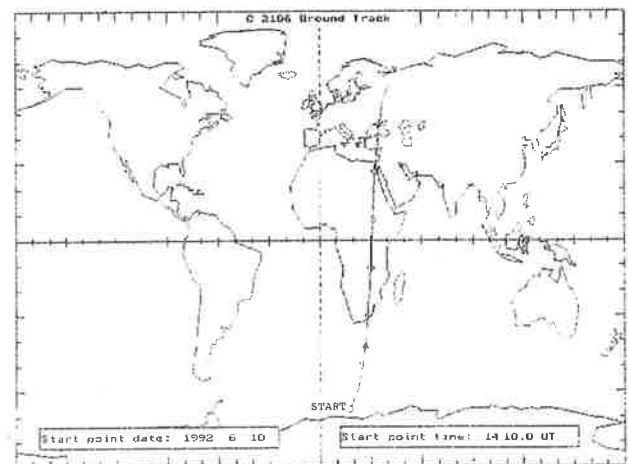 C 2106 Ground Track
START
Start point date: 1992 6 10
Start point time: 14 10.0 UT